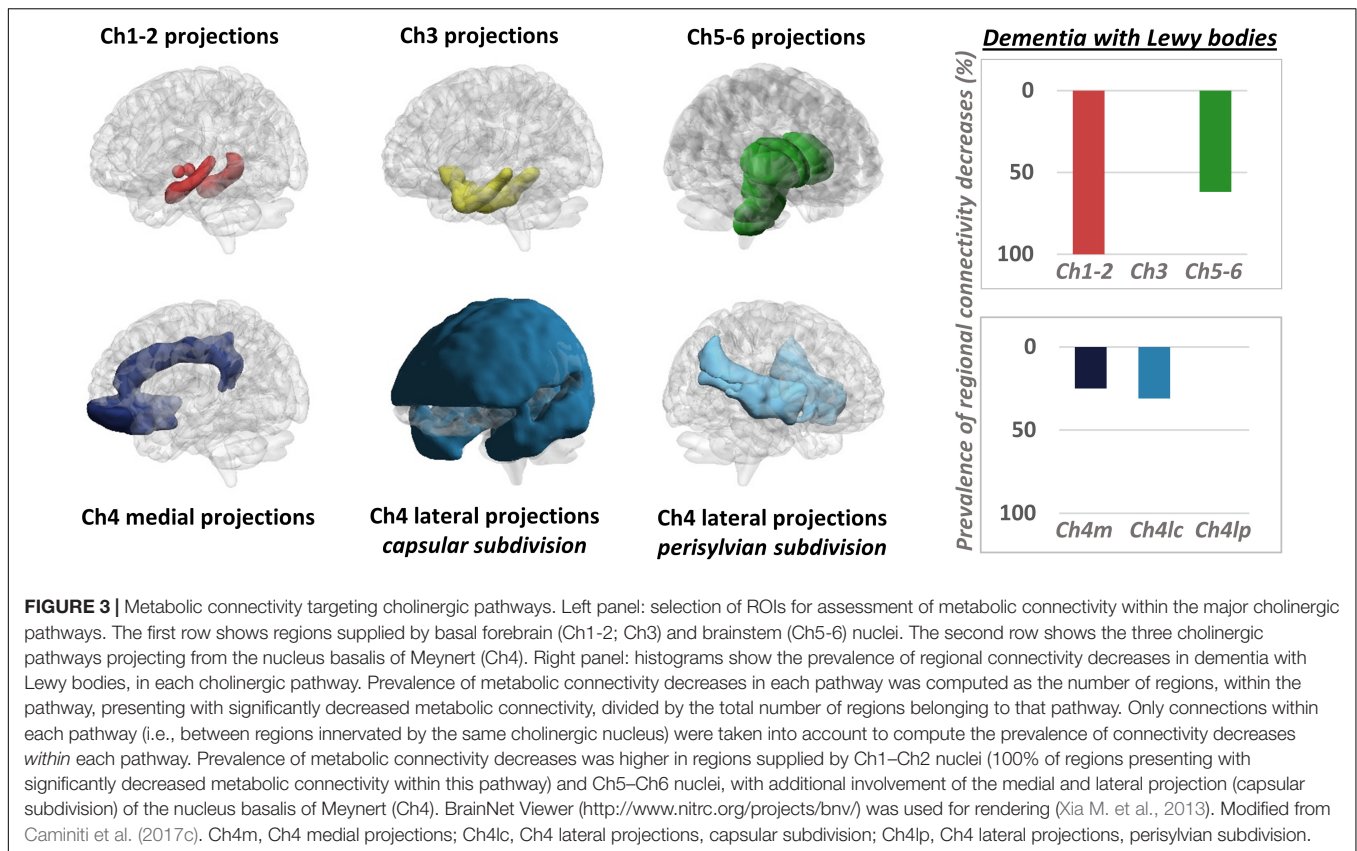 Ch1-2 projections
Ch3 projections
Ch5-6 projections
Dementia with Lewy bodies
Prevalence of regional connectivity decreases (%)
0
50
100
Ch1-2 Ch3 Ch5-6
0
50
100
Ch4m Ch4lc Ch4lp
Ch4 medial projections
Ch4 lateral projections
capsular subdivision
Ch4 lateral projections
perisylvian subdivision
FIGURE 3 | Metabolic connectivity targeting cholinergic pathways. Left panel: selection of ROIs for assessment of metabolic connectivity within the major cholinergic
pathways. The first row shows regions supplied by basal forebrain (Ch1-2; Ch3) and brainstem (Ch5-6) nuclei. The second row shows the three cholinergic
pathways projecting from the nucleus basalis of Meynert (Ch4). Right panel: histograms show the prevalence of regional connectivity decreases in dementia with
Lewy bodies, in each cholinergic pathway. Prevalence of metabolic connectivity decreases in each pathway was computed as the number of regions, within the
pathway, presenting with significantly decreased metabolic connectivity, divided by the total number of regions belonging to that pathway. Only connections within
each pathway (i.e., between regions innervated by the same cholinergic nucleus) were taken into account to compute the prevalence of connectivity decreases
within each pathway. Prevalence of metabolic connectivity decreases was higher in regions supplied by Ch1–Ch2 nuclei (100% of regions presenting with
significantly decreased metabolic connectivity within this pathway) and Ch5–Ch6 nuclei, with additional involvement of the medial and lateral projection (capsular
subdivision) of the nucleus basalis of Meynert (Ch4). BrainNet Viewer (http://www.nitrc.org/projects/bnv/) was used for rendering (Xia M. et al., 2013). Modified from
Caminiti et al. (2017c). Ch4m, Ch4 medial projections; Ch4lc, Ch4 lateral projections, capsular subdivision; Ch4lp, Ch4 lateral projections, perisylvian subdivision.